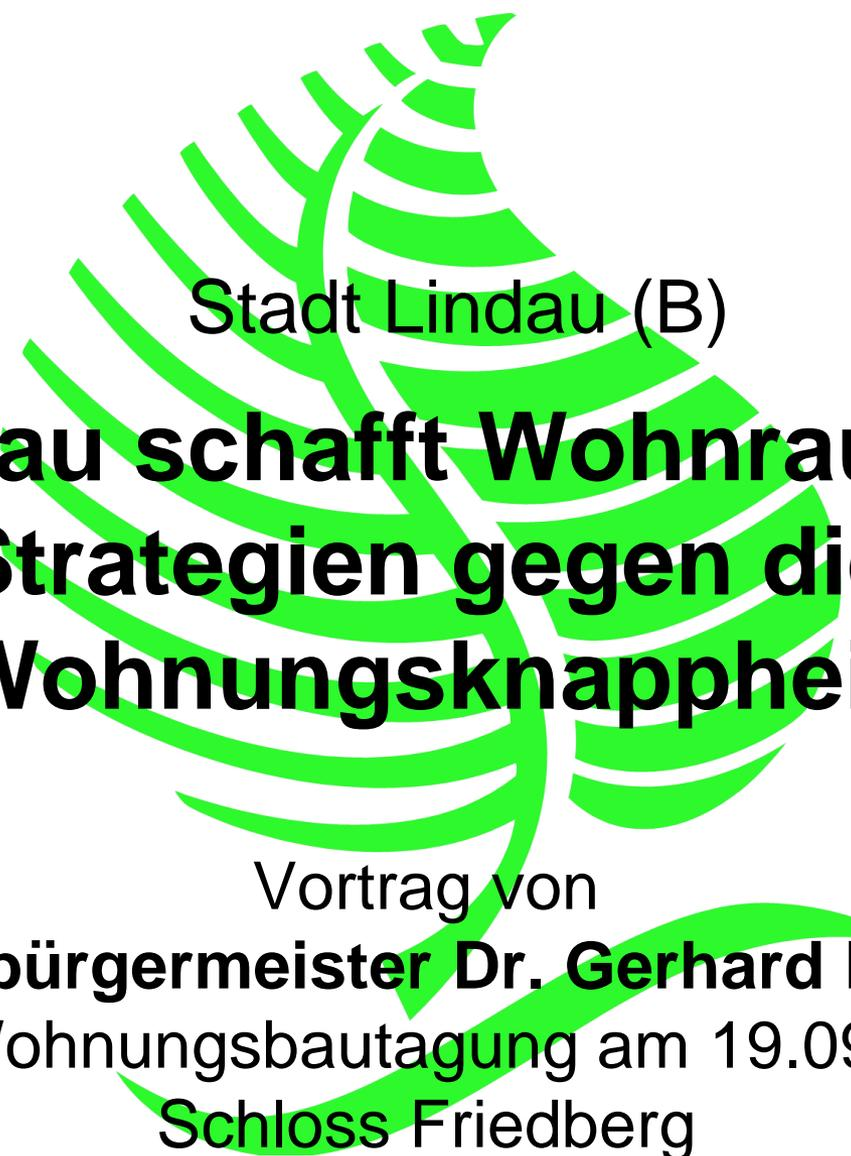 Stadt Lindau (B)
au schafft Wohnrau
Strategien gegen die
Wohnungsknapphei
Vortrag von
bürgermeister Dr. Gerhard
Wohnungsbautagung am 19.09
Schloss Friedberg